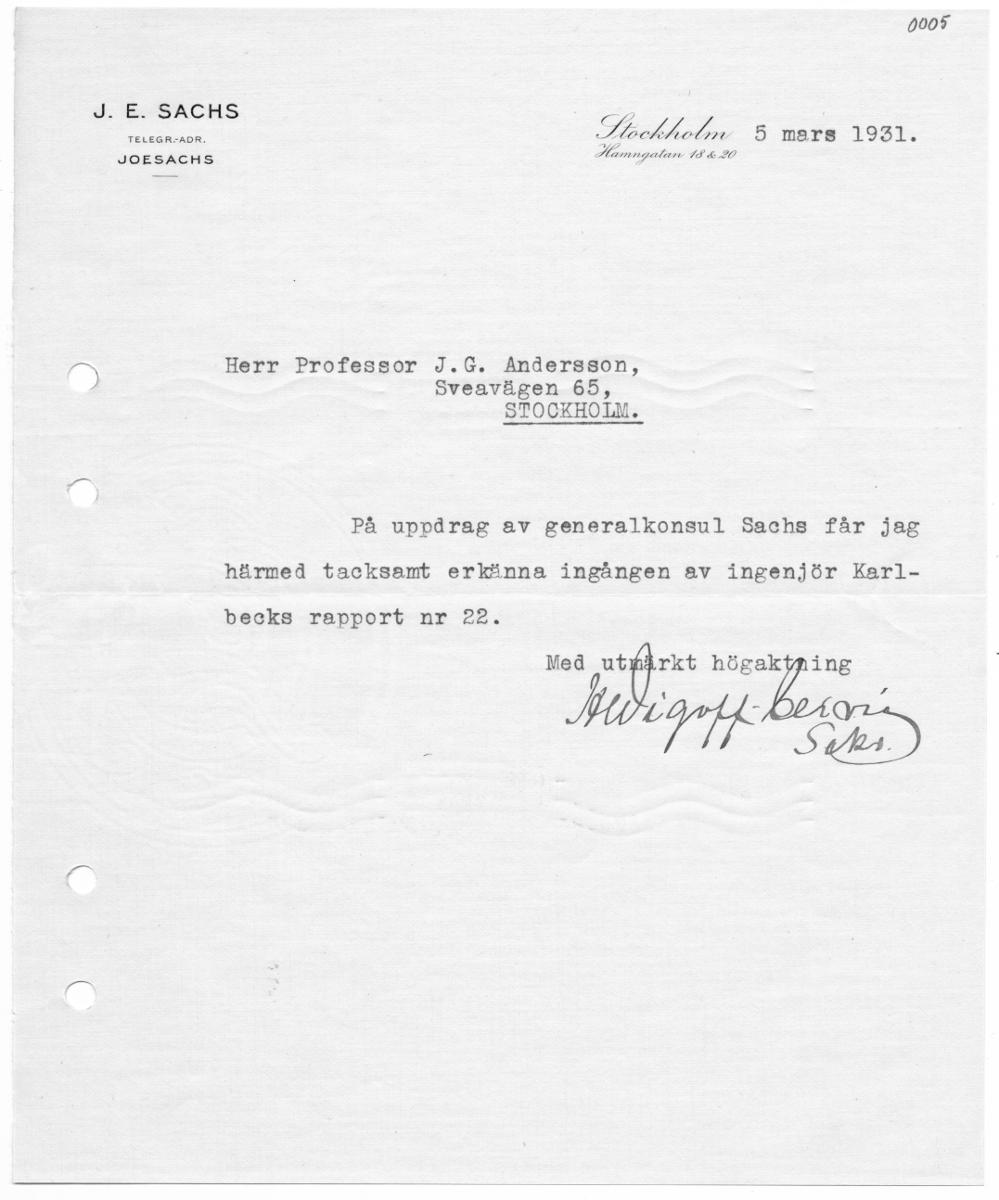 0005
J. E. SACHS
TELEGR.-ADR.
JOESACHS
Stockholm 5 mars 1931.
Hamngatan 18 & 20
Herr Professor J.G. Andersson,
Sveavägen 65,
STOCKHOLM.
På uppdrag av generalkonsul Sachs får jag
härmed tacksamt erkänna ingången av ingenjör Karl-
becks rapport nr 22.
Med utmärkt högaktning
Sekr.